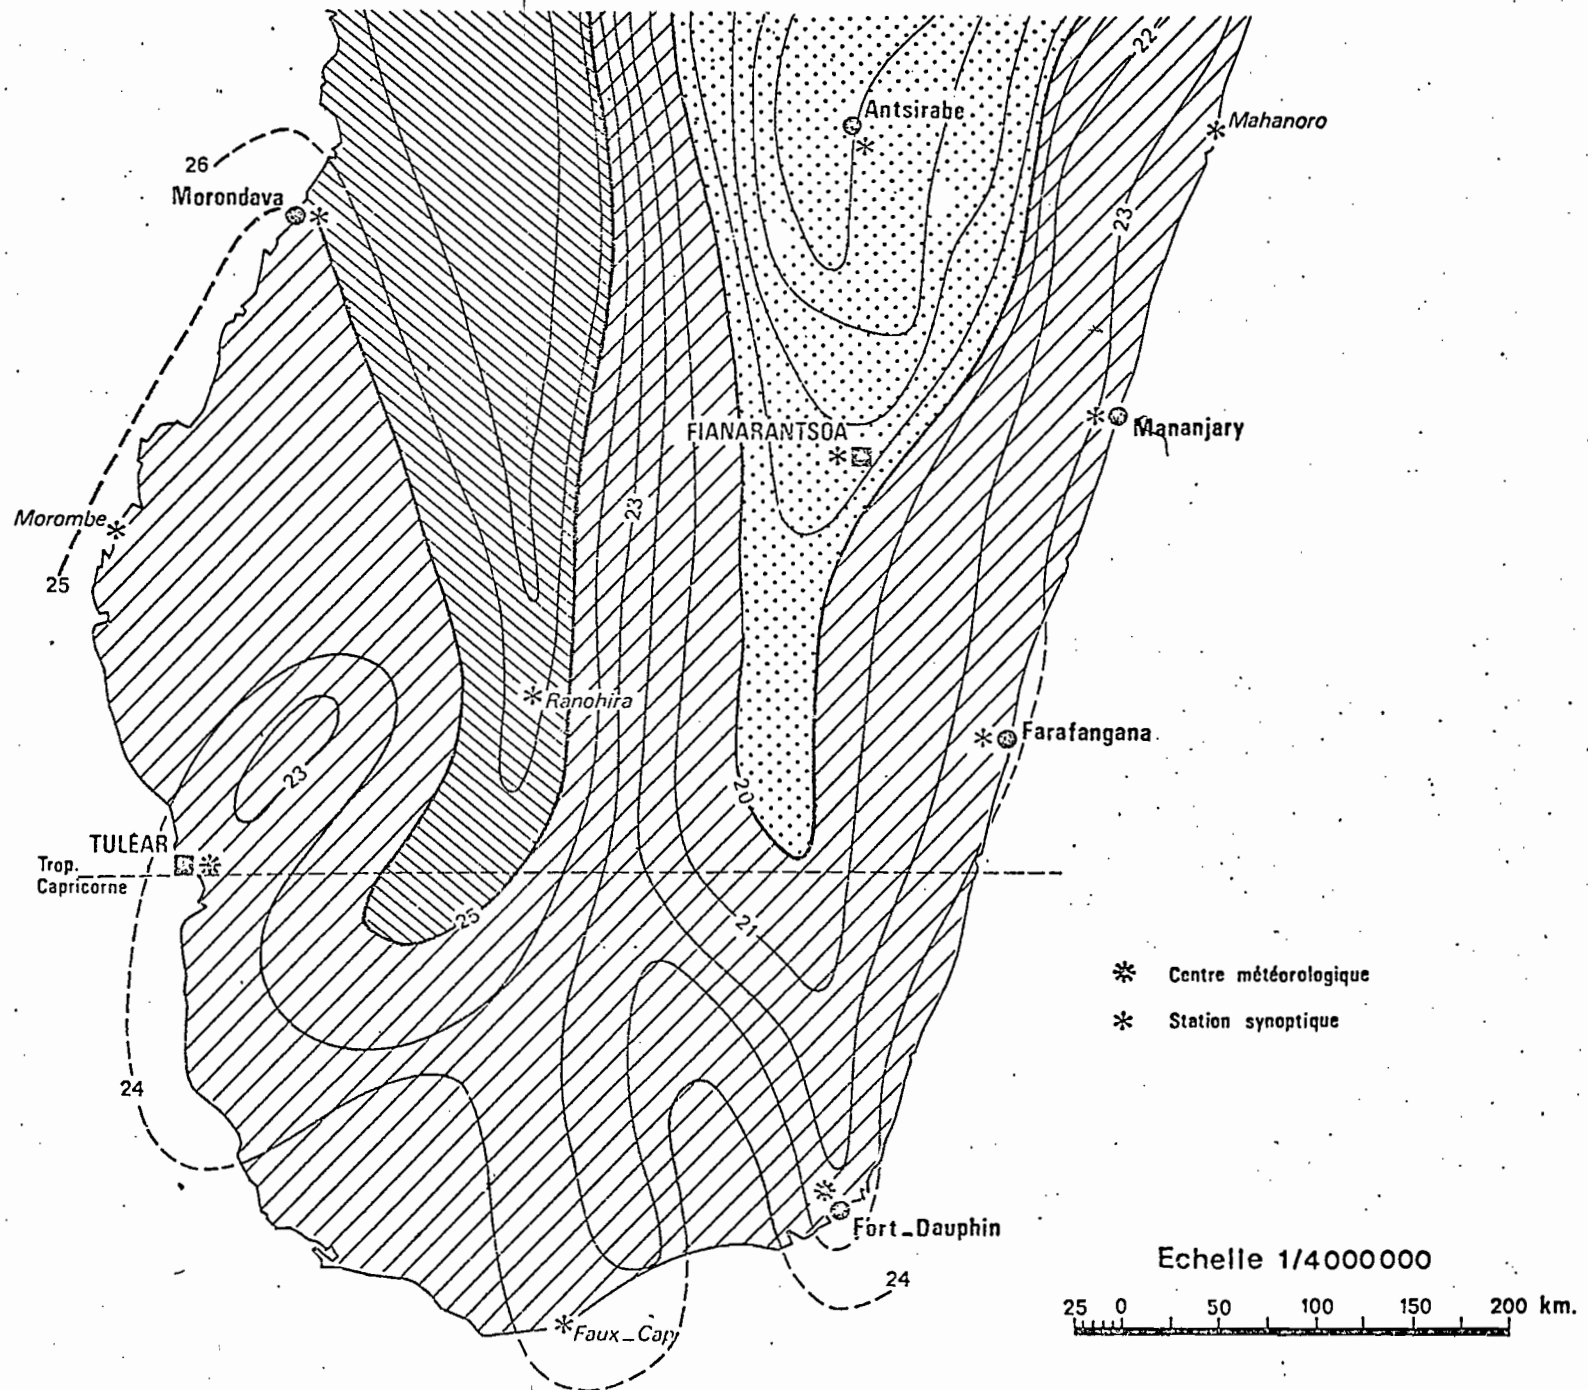 22
Antsirabe
Mahanoro
26
Morondava
23
FIANARANTSOA
Mananjary
23
Morombe
25
Ranohira
Farafangana
23
20
TULÉAR
Trop.
Capricorne
25
21
Centre météorologique
Station synoptique
24
Fort_Dauphin
Echelle 1/4000000
24
25 0 50 100 150 200 km.
Faux_Cap